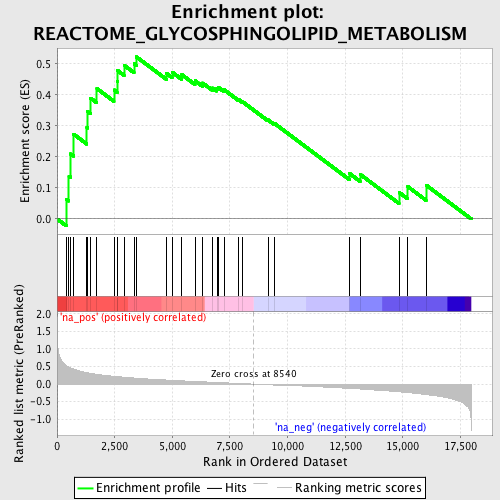 Enrichment plot:
REACTOME_GLYCOSPHINGOLIPID_METABOLISM
Enrichment score (ES)
0.5
0.4
0.3
0.2
0.1
0.0
'na_pos' (positively correlated)
Ranked list metric (PreRanked)
2.0
1.5
1.0
0.5
0.0
-0.5
-1.0
Zero cross at 8540
'na_neg' (negatively correlated)
0
2,500
5,000
7,500
10,000
12,500
15,000
17,500
Rank in Ordered Dataset
Enrichment profile
Hits
Ranking metric scores